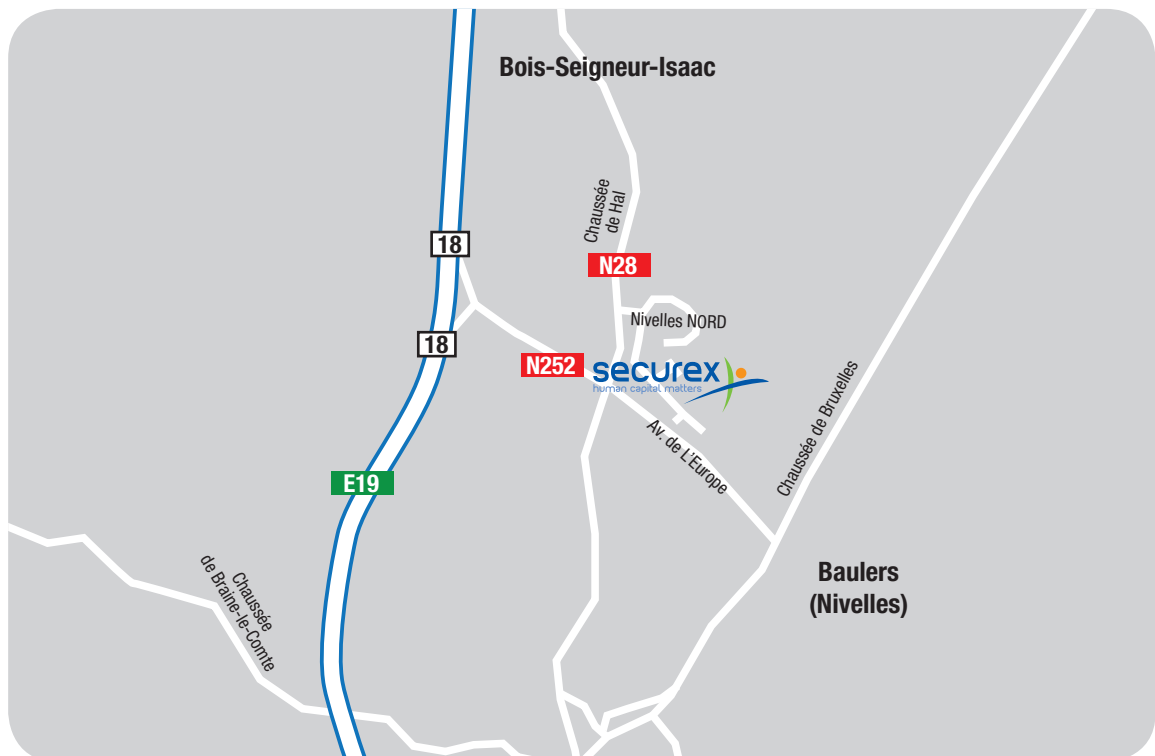 Bois-Seigneur-Isaac
Chaussée
de Hal
18
N28
Nivelles NORD
18
N252
securex
human capital matters
Av. de L'Europe
Chaussée de Bruxelles
E19
Chaussée
de Braine-le-Comte
Baulers
(Nivelles)